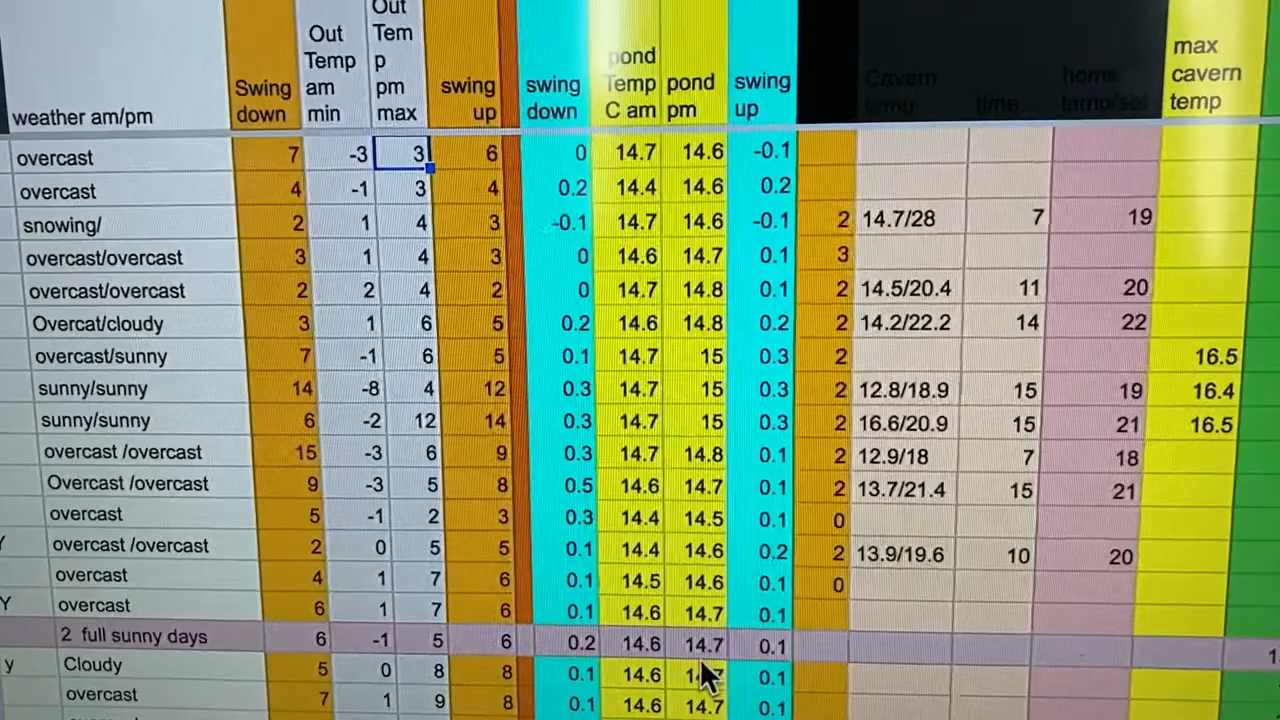 weather am/pm Swing down Out Temp am min Out Tem p pm max swing up swing down pond Temp C am pond pm swing up Cavern temp time home max cavern temp
overcast 7 -3 3 6 0 14.7 14.6 -0.1
overcast 4 -1 3 4 0.2 14.4 14.6 0.2
snowing/ 2 1 4 3 -0.1 14.7 14.6 -0.1 2 14.7/28 7 19
overcast/overcast 3 1 4 3 0 14.6 14.7 0.1 3
overcast/overcast 2 2 4 2 0 14.7 14.8 0.1 2 14.5/20.4 11 20
Overcat/cloudy 3 1 6 5 0.2 14.6 14.8 0.2 2 14.2/22.2 14 22
overcast/sunny 7 -1 6 5 0.1 14.7 15 0.3 2 16.5
sunny/sunny 14 -8 4 12 0.3 14.7 15 0.3 2 12.8/18.9 15 19 16.4
sunny/sunny 6 -2 12 14 0.3 14.7 15 0.3 2 16.6/20.9 15 21 16.5
overcast /overcast 15 -3 6 9 0.3 14.7 14.8 0.1 2 12.9/18 7 18
Overcast /overcast 9 -3 5 8 0.5 14.6 14.7 0.1 2 13.7/21.4 15 21
overcast 5 -1 2 3 0.3 14.4 14.5 0.1 0
overcast /overcast 2 0 5 5 0.1 14.4 14.6 0.2 2 13.9/19.6 10 20
overcast 4 1 7 6 0.1 14.5 14.6 0.1 0
Y overcast 6 1 7 6 0.1 14.6 14.7 0.1
2 full sunny days 6 -1 5 6 0.2 14.6 14.7 0.1
y Cloudy 5 0 8 8 0.1 14.6 0.1
overcast 7 1 9 8 0.1 14.6 14.7 0.1